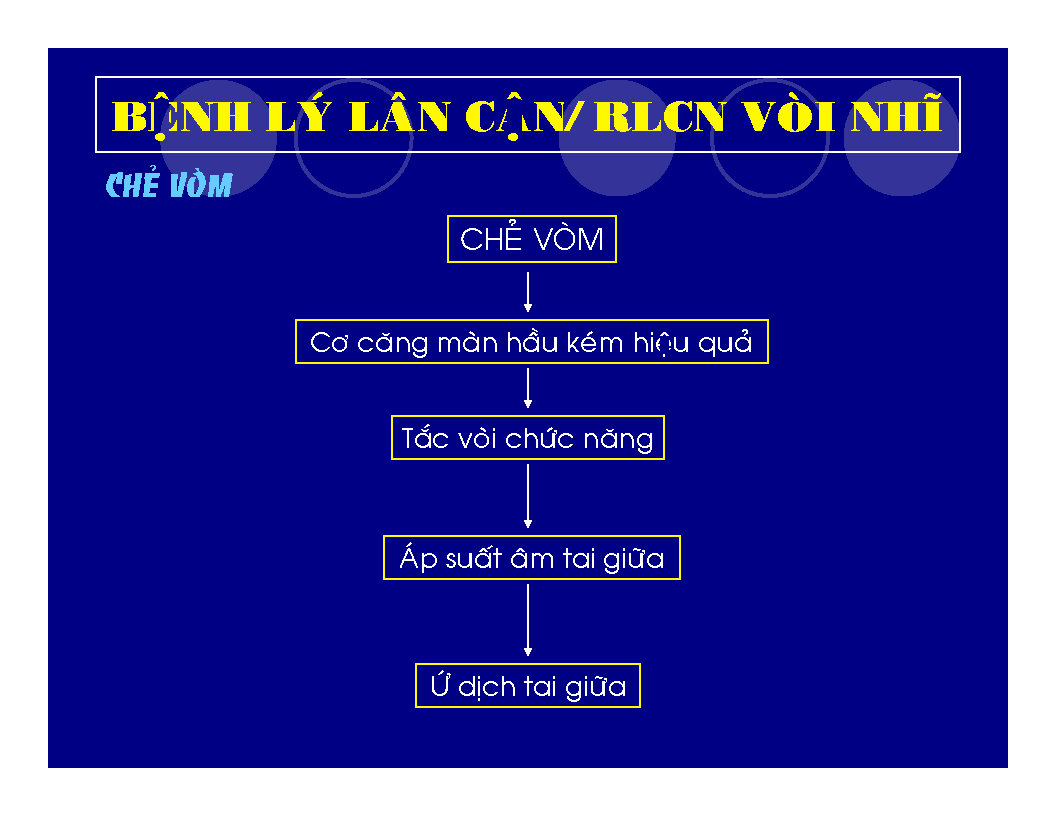 BỆNH LÝ LÂN CẬN/ RLCN VÒI NHĨ
CHẺ VÒM
CHẺ VÒM
Cơ căng màn hầu kém hiệu quả
Tắc vòi chức năng
Áp suất âm tai giữa
Ứ dịch tai giữa